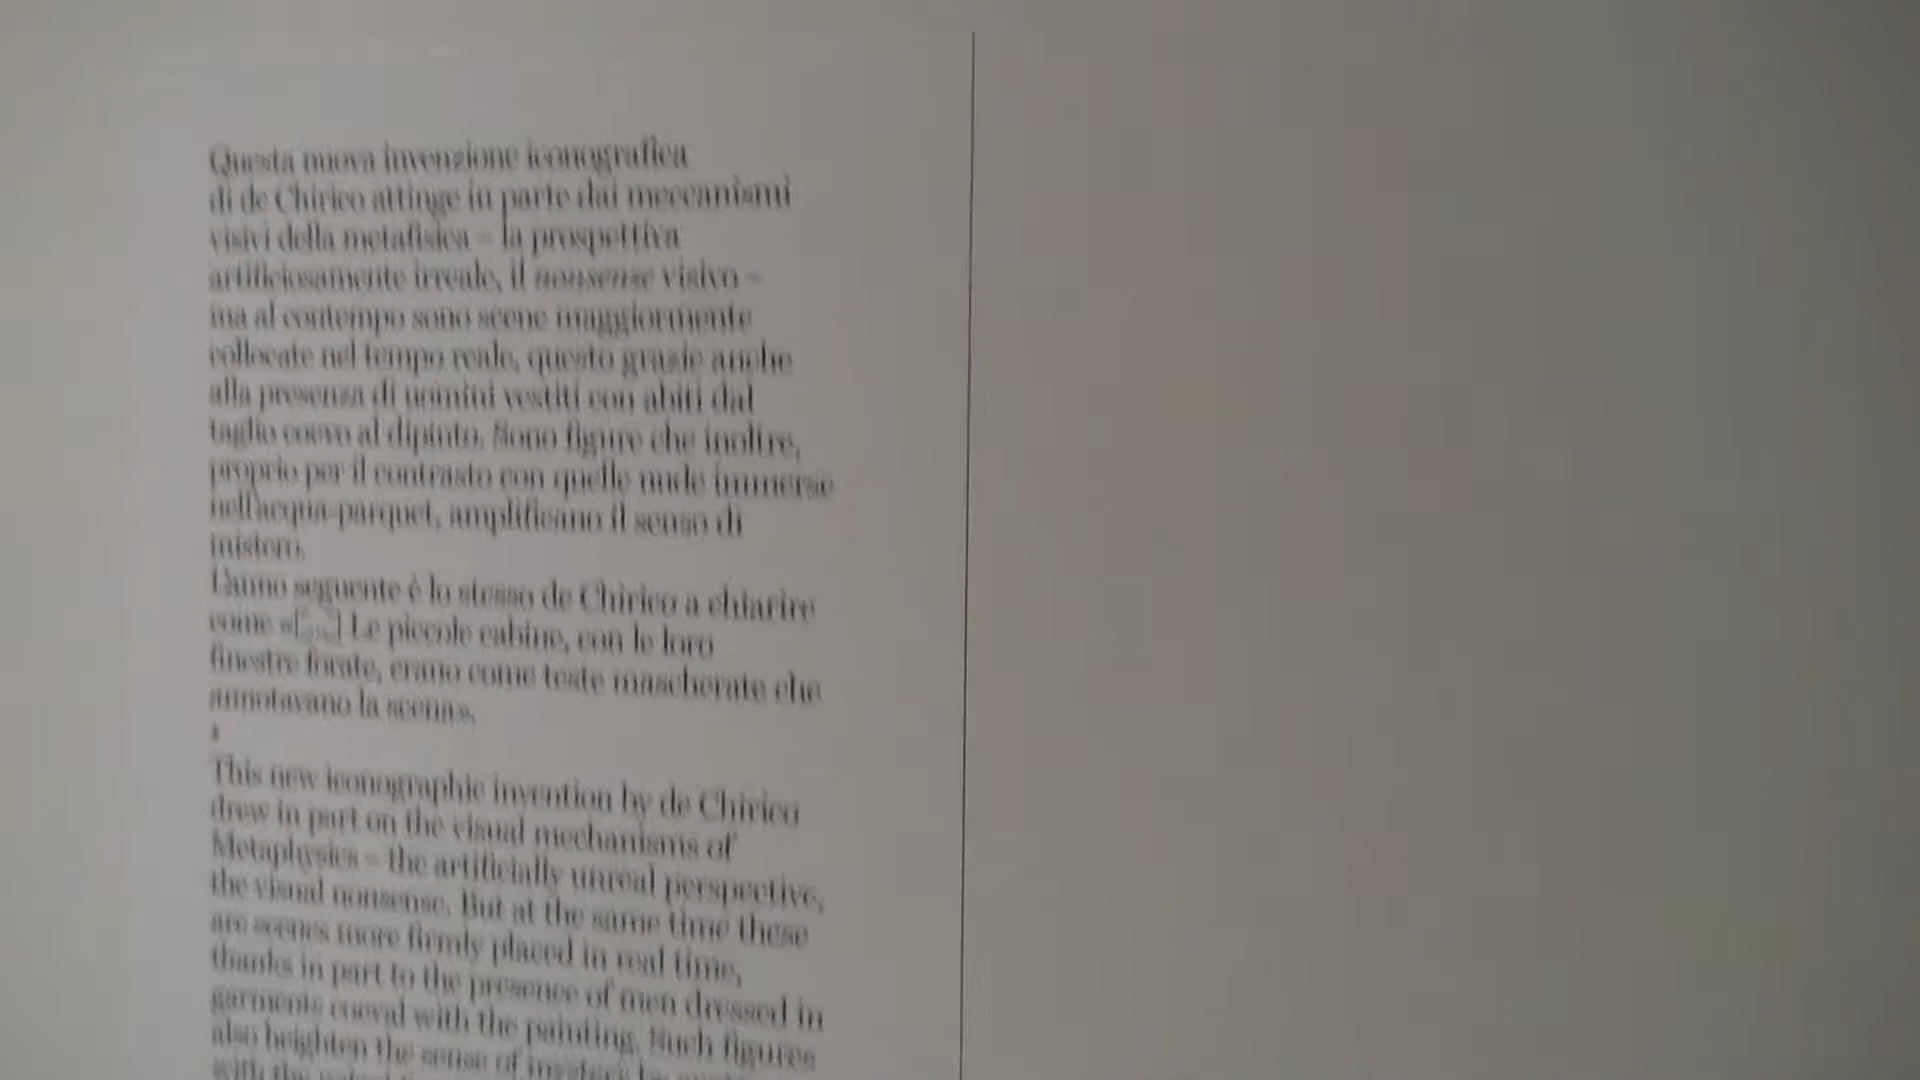 Questa nuova invenzione iconografica
di de Chirico attinge in parte dai meccanismi
visivi della metafisica – la prospettiva
artificiosamente irreale, il nonsense visivo –
ma al contempo sono scene maggiormente
collocate nel tempo reale, questo grazie anche
alla presenza di uomini vestiti con abiti dal
taglio coevo al dipinto. Sono figure che inoltre,
proprio per il contrasto con quelle nude immerse
nell'acqua-parquet, amplificano il senso di
mistero.
L'anno seguente è lo stesso de Chirico a chiarire
come «[...] Le piccole cabine, con le loro
finestre forate, erano come teste mascherate che
annotavano la scena».
This new iconographic invention by de Chirico
drew in part on the visual mechanisms of
Metaphysics – the artificially unreal perspective,
the visual nonsense. But at the same time these
are scenes more firmly placed in real time,
thanks in part to the presence of men dressed in
garments coeval with the painting. Such figures
also heighten the sense of mystery by
with the